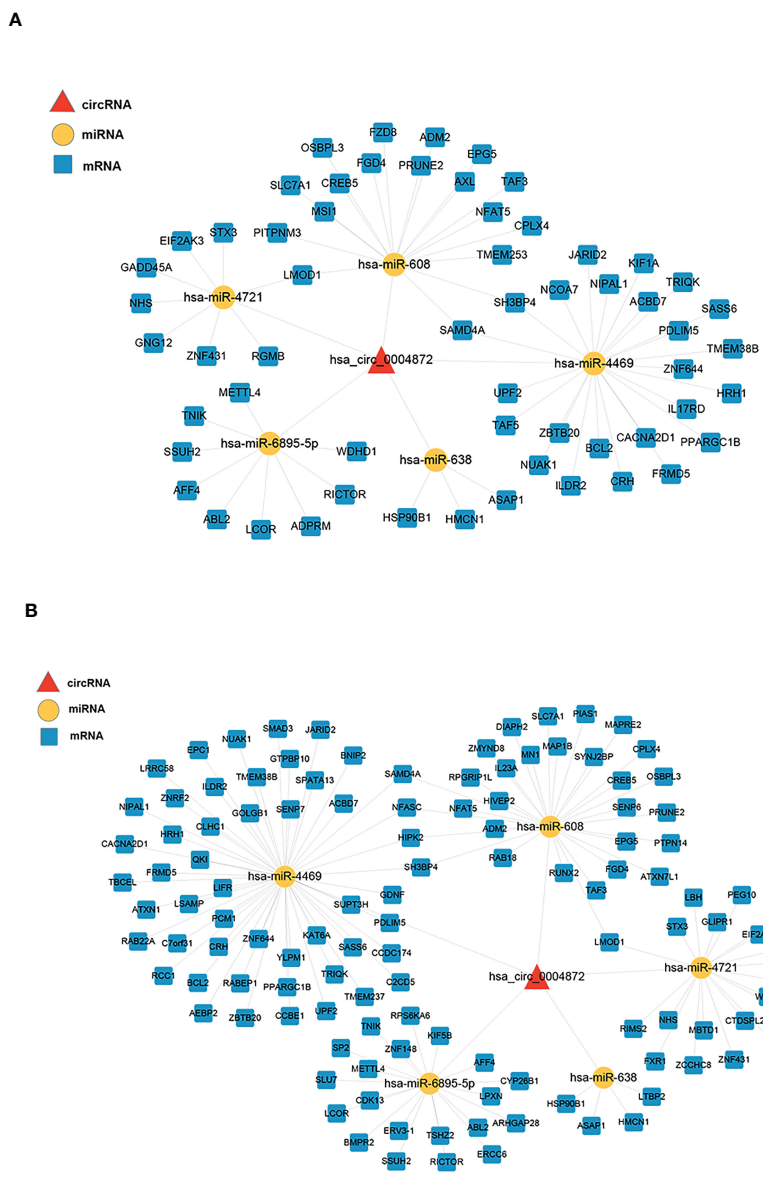 A
circRNA
miRNA
mRNA
FZD8
ADM2
OSBPL3
EPG5
FGD4
PRUNE2
SLC7A1
CREB5
AXL
TAF3
MSI1
NFAT5
CPLX4
STX3
PITPNM3
EIF2AK3
TMEM253
JARID2
GADD45A
hsa-miR-608
KIF1A
LMOD1
TRIQK
NCOA7
NIPAL1
NHS
hsa-miR-4721
SH3BP4
ACBD7
SASS6
SAMD4A
PDLIM5
GNG12
TMEM38B
ZNF431
RGMB
hsa_circ_0004872
hsa-miR-4469
ZNF644
METTL4
UPF2
HRH1
TNIK
IL17RD
TAF5
ZBTB20
CACNA2D1
PPARGC1B
hsa-miR-6895-5p
SSUH2
WDHD1
hsa-miR-638
BCL2
NUAK1
FRMD5
AFF4
RICTOR
ILDR2
CRH
ASAP1
ABL2
LCOR
ADPRM
HSP90B1
HMCN1
B
circRNA
miRNA
mRNA
SLC7A1
PIAS1
SMAD3
JARID2
DIAPH2
MAPRE2
NUAK1
EPC1
GTPBP10
BNIP2
ZMYND8
MN1
MAP1B
SYNJ2BP
CPLX4
LRRC58
TMEM38B
SPATA13
SAMD4A
RPGRIP1L
IL23A
CREB5
OSBPL3
ILDR2
NIPAL1
ZNRF2
GOLGB1
SENP7
ACBD7
NFASC
NFAT5
HIVEP2
SENP6
PRUNE2
CLHC1
HRH1
HIPK2
ADM2
hsa-miR-608
CACNA2D1
EPG5
PTPN14
QKI
RAB18
SH3BP4
FRMD5
hsa-miR-4469
RUNX2
FGD4
ATXN7L1
TBCEL
LIFR
TAF3
GDNF
LSAMP
SUPT3H
LBH
PEG10
ATXN1
PCM1
PDLIM5
STX3
GLIPR1
RAB22A
C7orf31
CRH
ZNF644
KAT6A
LMOD1
EIF2A
SASS6
CCDC174
YLPM1
RCC1
TRIQK
hsa_circ_0004872
hsa-miR-4721
BCL2
RABEP1
PPARGC1B
C2CD5
TMEM237
W
AEBP2
ZBTB20
CCBE1
UPF2
RPS6KA6
TNIK
KIF5B
RIMS2
NHS
MBTD1
CTDSPL2
SP2
ZNF148
AFF4
FXR1
ZCCHC8
ZNF431
METTL4
SLU7
hsa-miR-6895-5p
CYP26B1
hsa-miR-638
CDK13
LPXN
LTBP2
LCOR
HSP90B1
ERV3-1
TSHZ2
ABL2
ARHGAP28
ASAP1
HMCN1
BMPR2
SSUH2
RICTOR
ERCC6